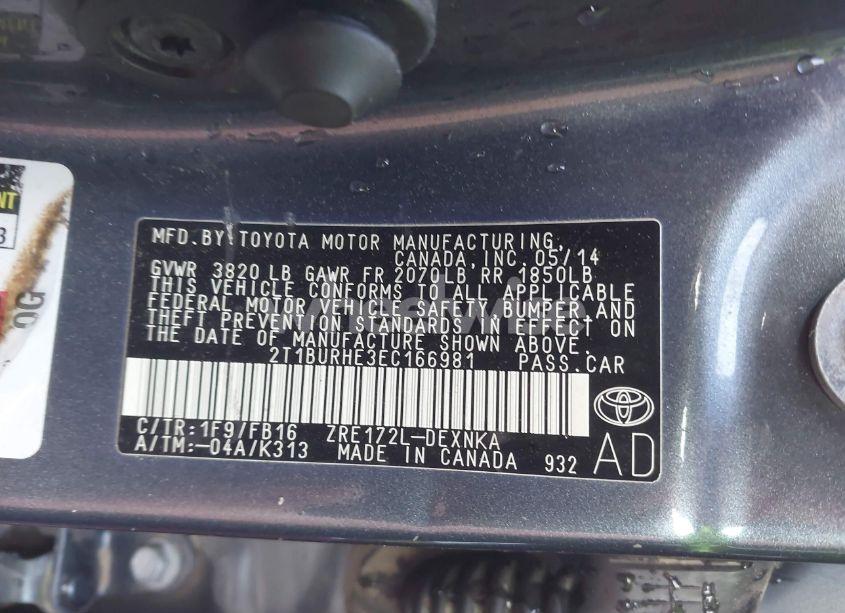 MFD.BY:TOYOTA MOTOR MANUFACTURING,
CANADA,INC.05/14
GVWR 3820 LB GAWR FR 2070LB,RR 1850LB
THIS VEHICLE CONFORMS TO ALL APPLICABLE
FEDERAL MOTOR VEHICLE SAFETY,BUMPER,AND
THEFT PREVENTION STANDARDS IN EFFECT ON
THE DATE OF MANUFACTURE SHOWN ABOVE.
2T1BURHE3EC166981 PASS.CAR
C/TR:1F9/FB16 ZRE172L-DEXNKA
A/TM:-04A/K313 MADE IN CANADA 932 AD
NT
3
OG